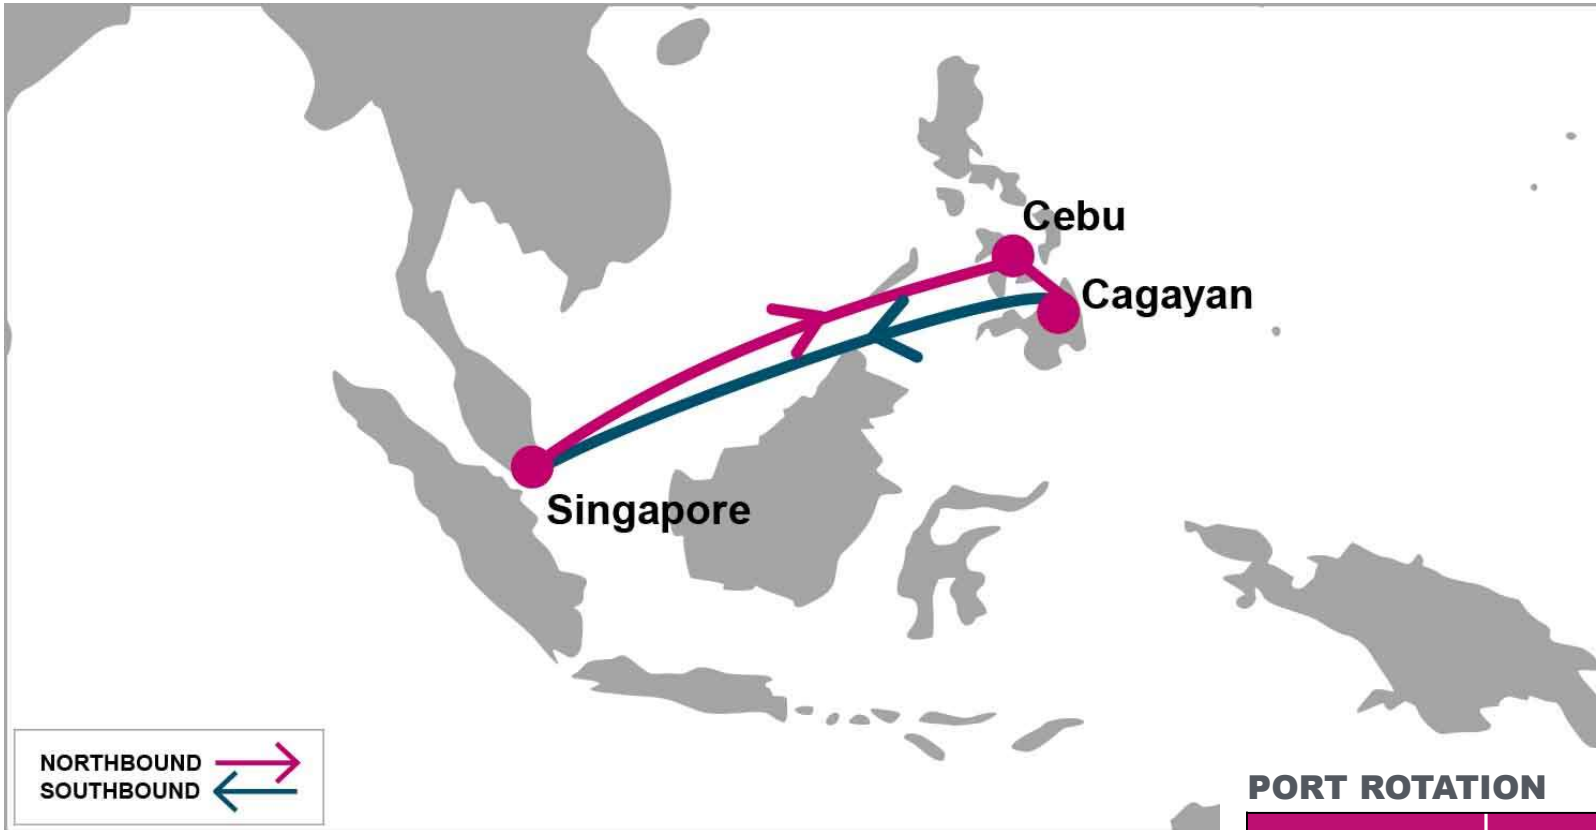 Cebu
Cagayan
Singapore
NORTHBOUND
SOUTHBOUND
PORT ROTATION